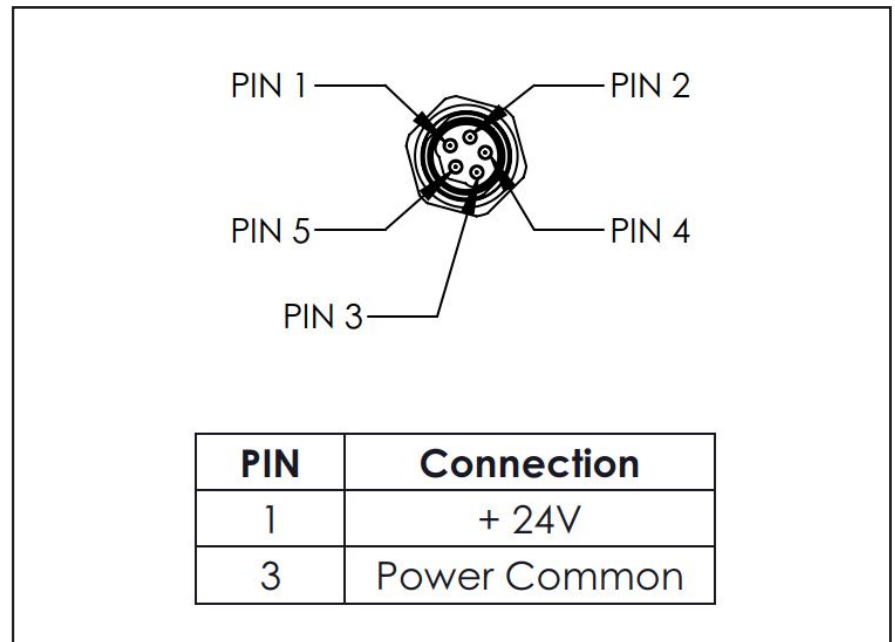 PIN 1
PIN 2
PIN 5
PIN 4
PIN 3
PIN Connection
1 + 24V
3 Power Common